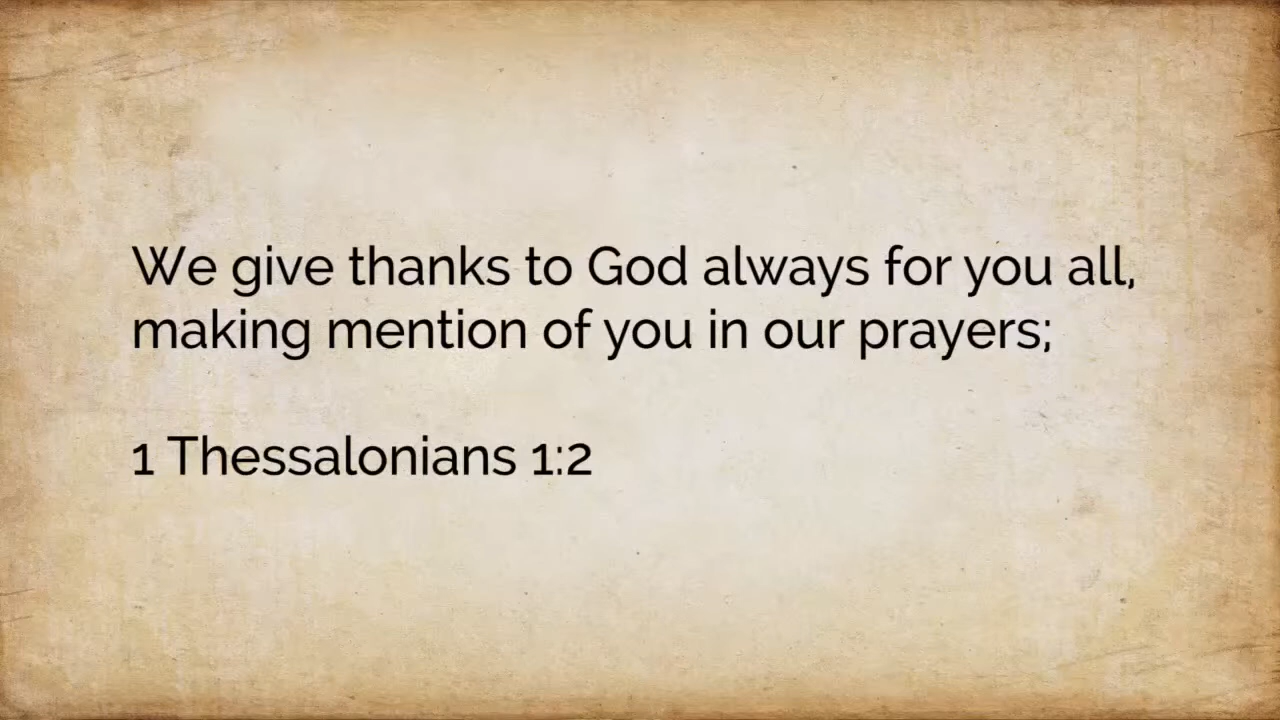 We give thanks to God always for you all,
making mention of you in our prayers;
1 Thessalonians 1:2